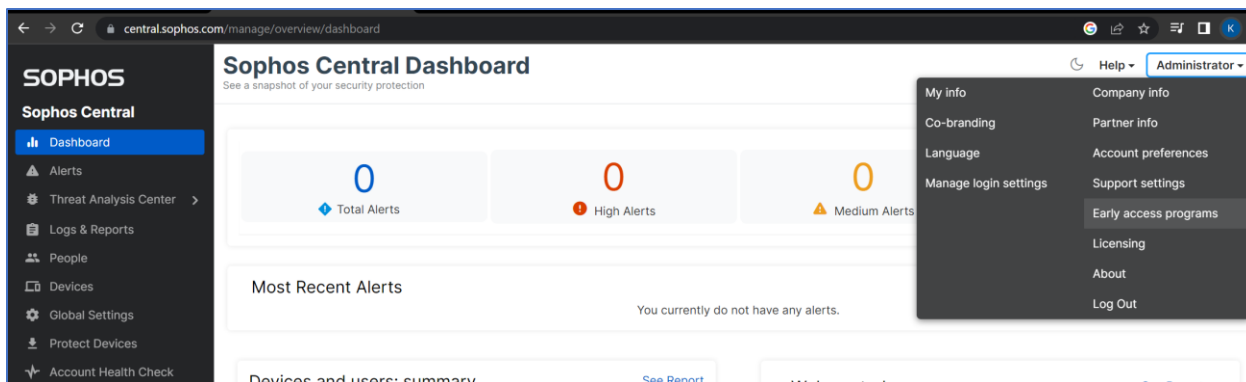 central.sophos.com/manage/overview/dashboard
G
K
SOPHOS
Sophos Central
Dashboard
Alerts
Threat Analysis Center
Logs & Reports
People
Devices
Global Settings
Protect Devices
Account Health Check
Sophos Central Dashboard
See a snapshot of your security protection
Help
Administrator
My info
Co-branding
Language
Manage login settings
Company info
Partner info
Account preferences
Support settings
Early access programs
Licensing
About
Log Out
0
Total Alerts
0
High Alerts
0
Medium Alerts
Most Recent Alerts
You currently do not have any alerts.
Devices and users: summary
See Report